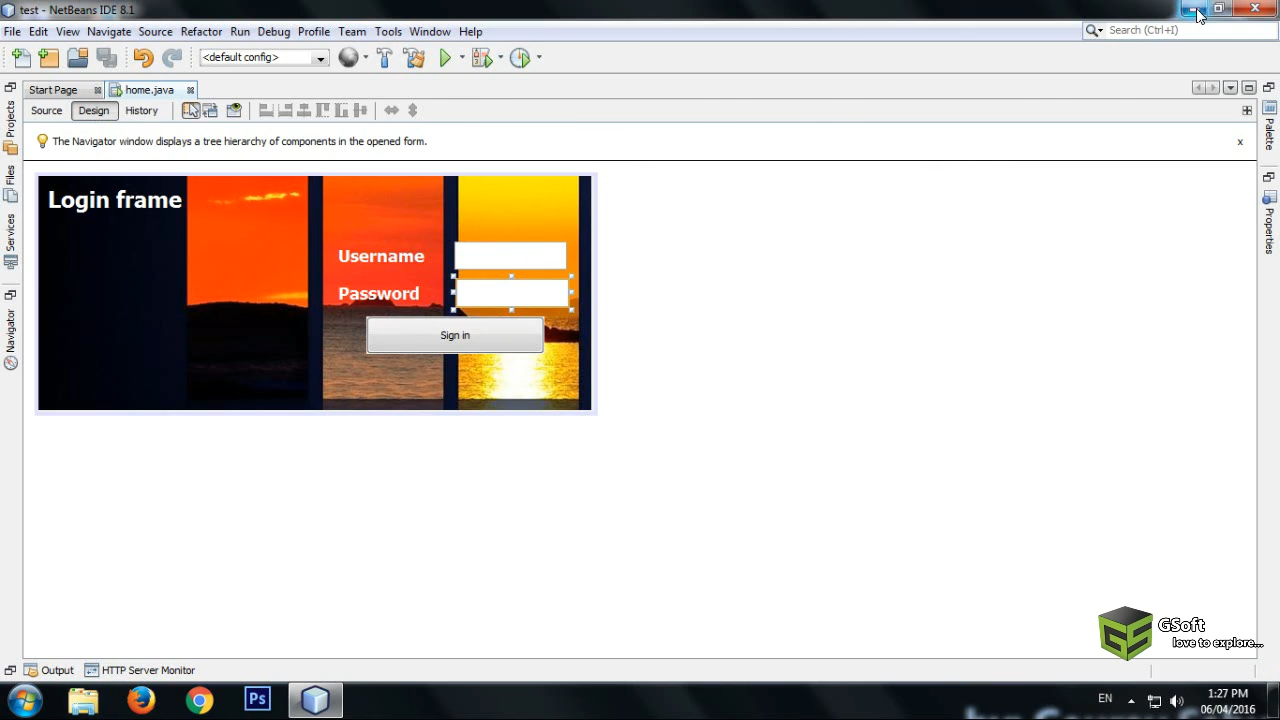 test - NetBeans IDE 8.1
File Edit View Navigate Source Refactor Run Debug Profile Team Tools Window Help
Search (Ctrl+I)
<default config>
Start Page
home.java
Source Design History
The Navigator window displays a tree hierarchy of components in the opened form.
x
Projects
Files
Services
Navigator
Palette
Properties
Login frame
Username
Password
Sign in
GS
GSoft
love to explore...
Output
HTTP Server Monitor
Ps
EN
1:27 PM
06/04/2016